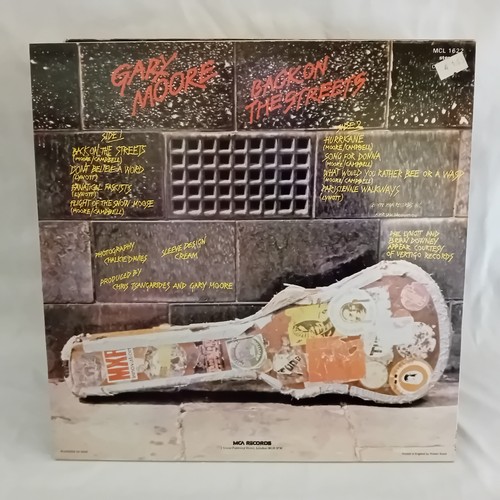 MCL 1622
GARY MOORE
BACK ON THE STREETS
SIDE 1
BACK ON THE STREETS
(MOORE/CAMPBELL)
DON'T BELIEVE A WORD
(LYNOTT)
FANATICAL FASCISTS
(LYNOTT)
FLIGHT OF THE SNOW MOOSE
(MOORE/CAMPBELL)
SIDE 2
HURRICANE
(MOORE/CAMPBELL)
SONG FOR DONNA
(MOORE/CAMPBELL)
WHAT WOULD YOU RATHER BEE OR A WASP
(MOORE/CAMPBELL)
PARISIENNE WALKWAYS
(LYNOTT)
PHOTOGRAPHY
CHALKIE DAVIES
SLEEVE DESIGN
CREAM
PRODUCED BY
CHRIS TSANGARIDES AND GARY MOORE
PHIL LYNOTT AND
BRIAN DOWNEY
APPEAR COURTESY
OF VERTIGO RECORDS
MCA RECORDS